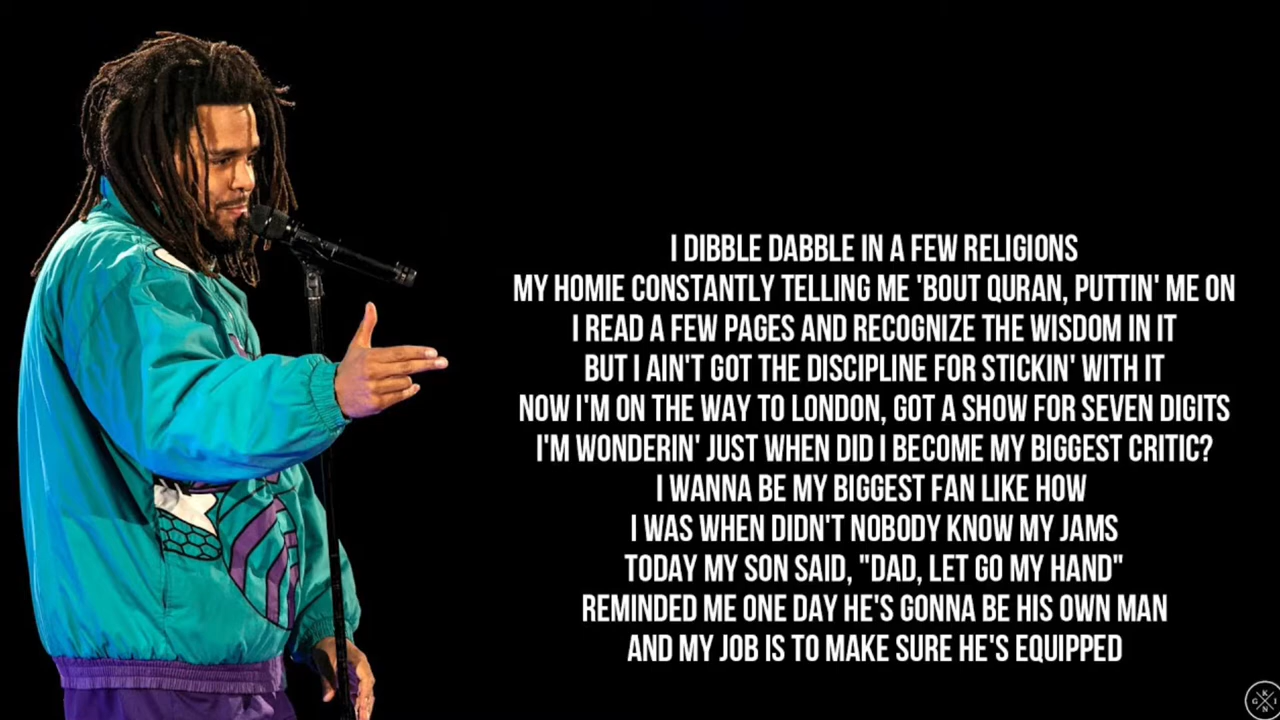 I DIBBLE DABBLE IN A FEW RELIGIONS
MY HOMIE CONSTANTLY TELLING ME 'BOUT QURAN, PUTTIN' ME ON
I READ A FEW PAGES AND RECOGNIZE THE WISDOM IN IT
BUT I AIN'T GOT THE DISCIPLINE FOR STICKIN' WITH IT
NOW I'M ON THE WAY TO LONDON, GOT A SHOW FOR SEVEN DIGITS
I'M WONDERIN' JUST WHEN DID I BECOME MY BIGGEST CRITIC?
I WANNA BE MY BIGGEST FAN LIKE HOW
I WAS WHEN DIDN'T NOBODY KNOW MY JAMS
TODAY MY SON SAID, "DAD, LET GO MY HAND"
REMINDED ME ONE DAY HE'S GONNA BE HIS OWN MAN
AND MY JOB IS TO MAKE SURE HE'S EQUIPPED
K
G I
N